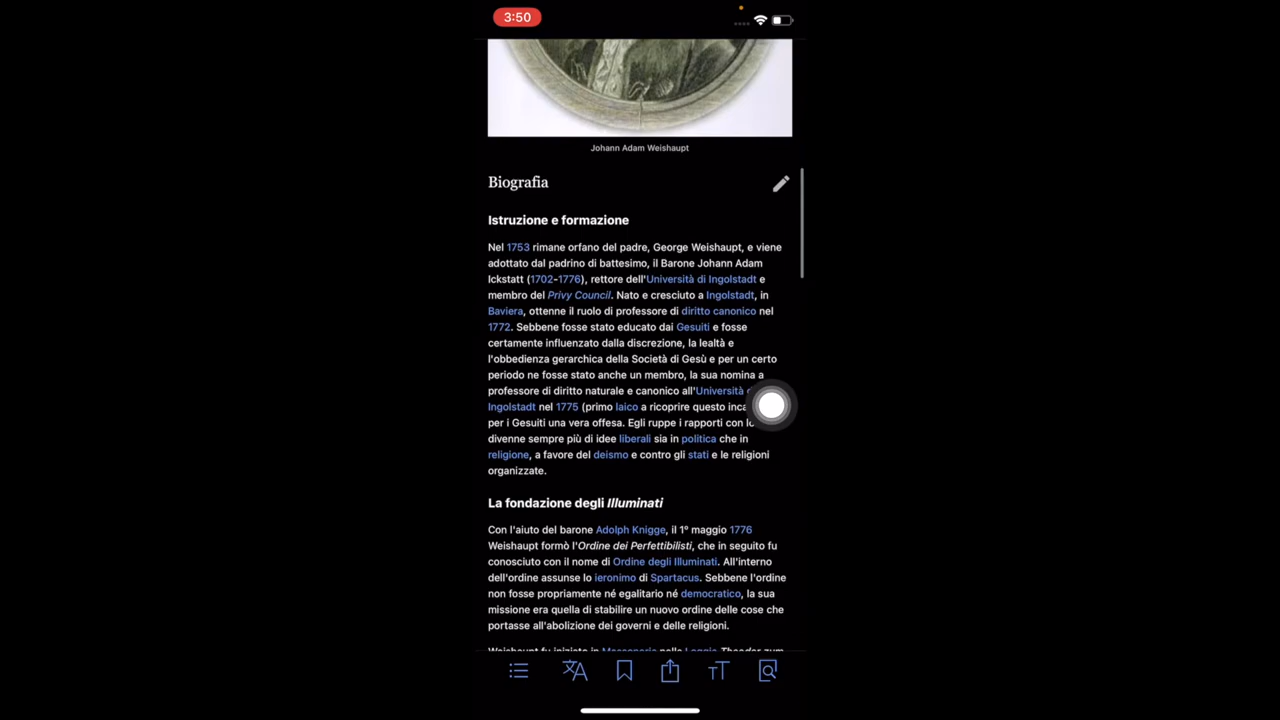 3:50
Johann Adam Weishaupt
Biografia
Istruzione e formazione
Nel 1753 rimane orfano del padre, George Weishaupt, e viene
adottato dal padrino di battesimo, il Barone Johann Adam
Ickstatt (1702-1776), rettore dell'Università di Ingolstadt e
membro del Privy Council. Nato e cresciuto a Ingolstadt, in
Baviera, ottenne il ruolo di professore di diritto canonico nel
1772. Sebbene fosse stato educato dai Gesuiti e fosse
certamente influenzato dalla discrezione, la lealtà e
l'obbedienza gerarchica della Società di Gesù e per un certo
periodo ne fosse stato anche un membro, la sua nomina a
professore di diritto naturale e canonico all'Università
Ingolstadt nel 1775 (primo laico a ricoprire questo
per i Gesuiti una vera offesa. Egli ruppe i rapporti con
divenne sempre più di idee liberali sia in politica che in
religione, a favore del deismo e contro gli stati e le religioni
organizzate.
La fondazione degli Illuminati
Con l'aiuto del barone Adolph Knigge, il 1º maggio 1776
Weishaupt formò l'Ordine dei Perfettibilisti, che in seguito fu
conosciuto con il nome di Ordine degli Illuminati. All'interno
dell'ordine assunse lo ieronimo di Spartacus. Sebbene l'ordine
non fosse propriamente né egalitario né democratico, la sua
missione era quella di stabilire un nuovo ordine delle cose che
portasse all'abolizione dei governi e delle religioni.
Weishaupt fu iniziato in Massoneria nella Loggia Theodor zum